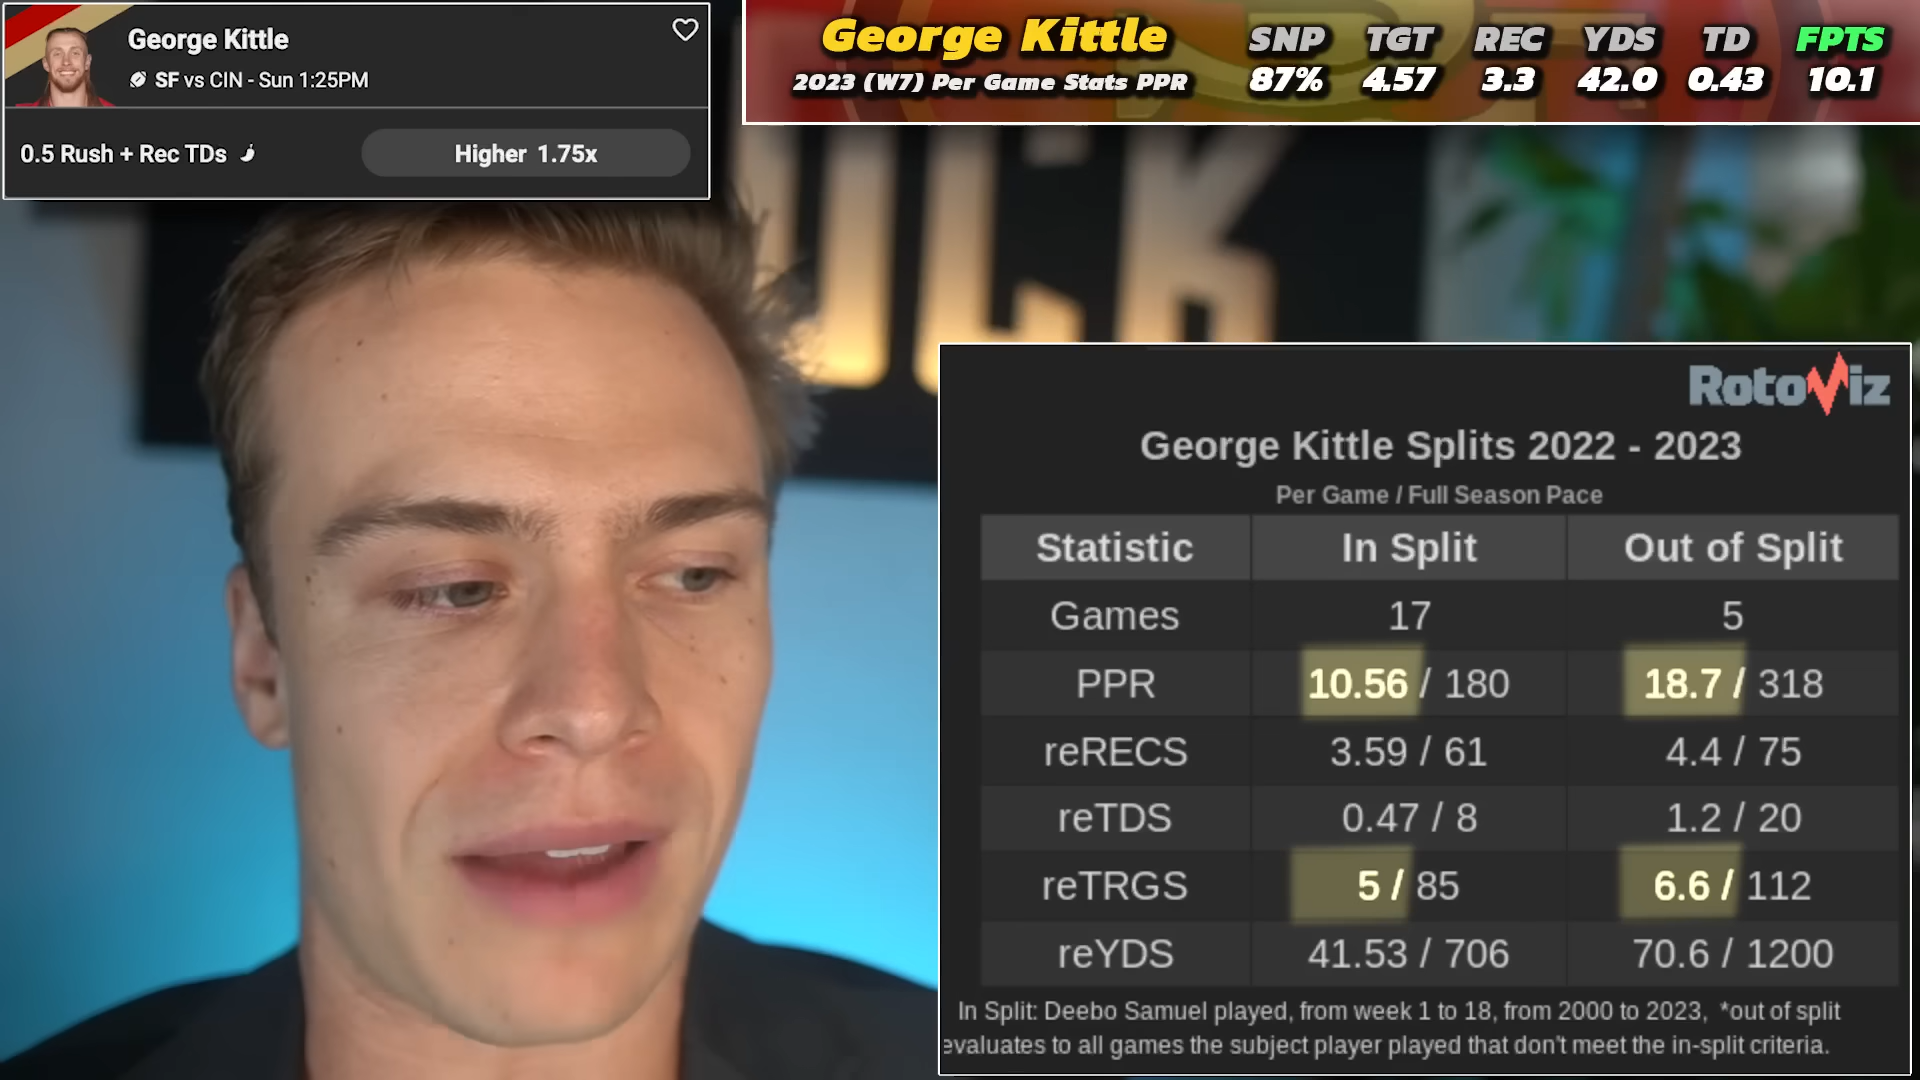 George Kittle
SF vs CIN - Sun 1:25PM
0.5 Rush + Rec TDs
Higher 1.75x
George Kittle
2023 (W7) Per Game Stats PPR
SNP TGT REC YDS TD FPTS
87% 4.57 3.3 42.0 0.43 10.1
OCK
RotoViz
George Kittle Splits 2022 - 2023
Per Game / Full Season Pace
Statistic In Split Out of Split
Games 17 5
PPR 10.56 / 180 18.7 / 318
reRECS 3.59 / 61 4.4 / 75
reTDS 0.47 / 8 1.2 / 20
reTRGS 5 / 85 6.6 / 112
reYDS 41.53 / 706 70.6 / 1200
In Split: Deebo Samuel played, from week 1 to 18, from 2000 to 2023, *out of split
evaluates to all games the subject player played that don't meet the in-split criteria.